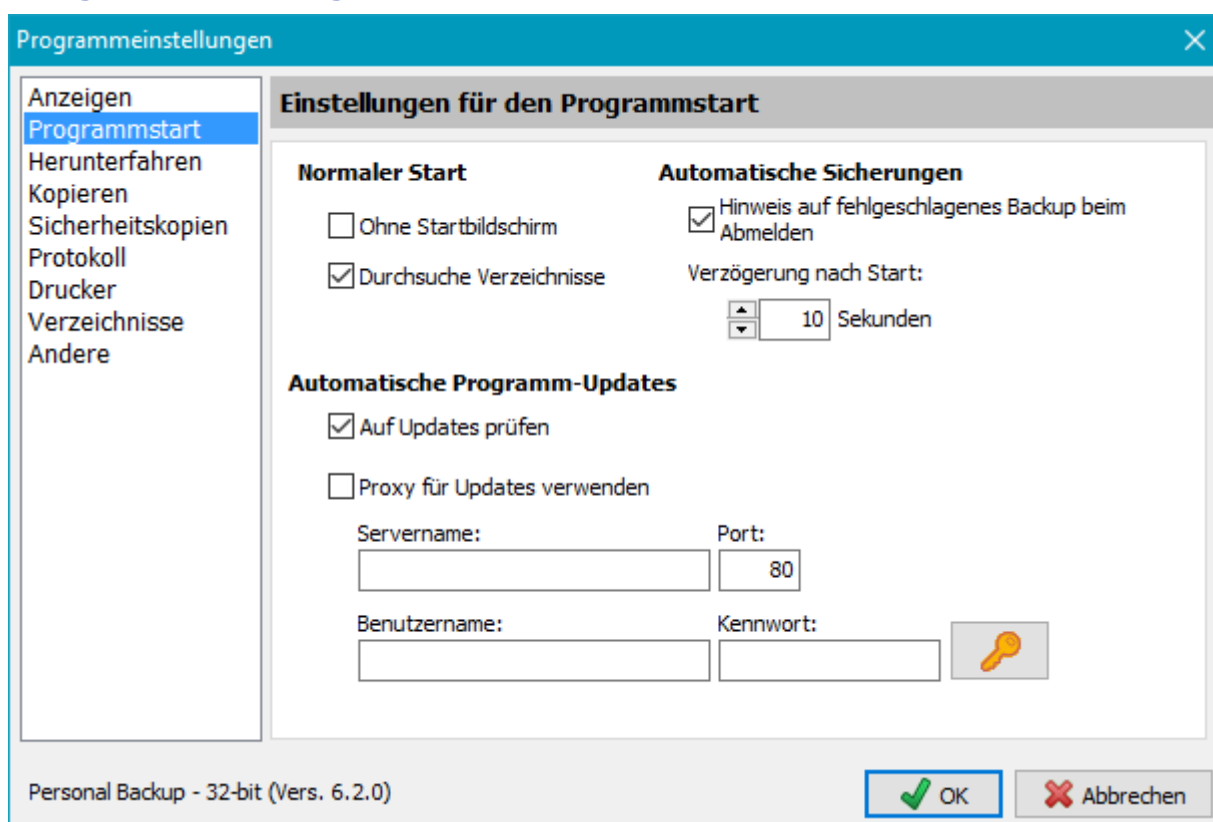 Programmeinstellungen
Anzeigen
Programmstart
Herunterfahren
Kopieren
Sicherheitskopien
Protokoll
Drucker
Verzeichnisse
Andere
Einstellungen für den Programmstart
Normaler Start
Ohne Startbildschirm
Durchsuche Verzeichnisse
Automatische Sicherungen
Hinweis auf fehlgeschlagenes Backup beim
Abmelden
Verzögerung nach Start:
10 Sekunden
Automatische Programm-Updates
Auf Updates prüfen
Proxy für Updates verwenden
Servername: Port:
80
Benutzername: Kennwort:
Personal Backup - 32-bit (Vers. 6.2.0)
OK Abbrechen